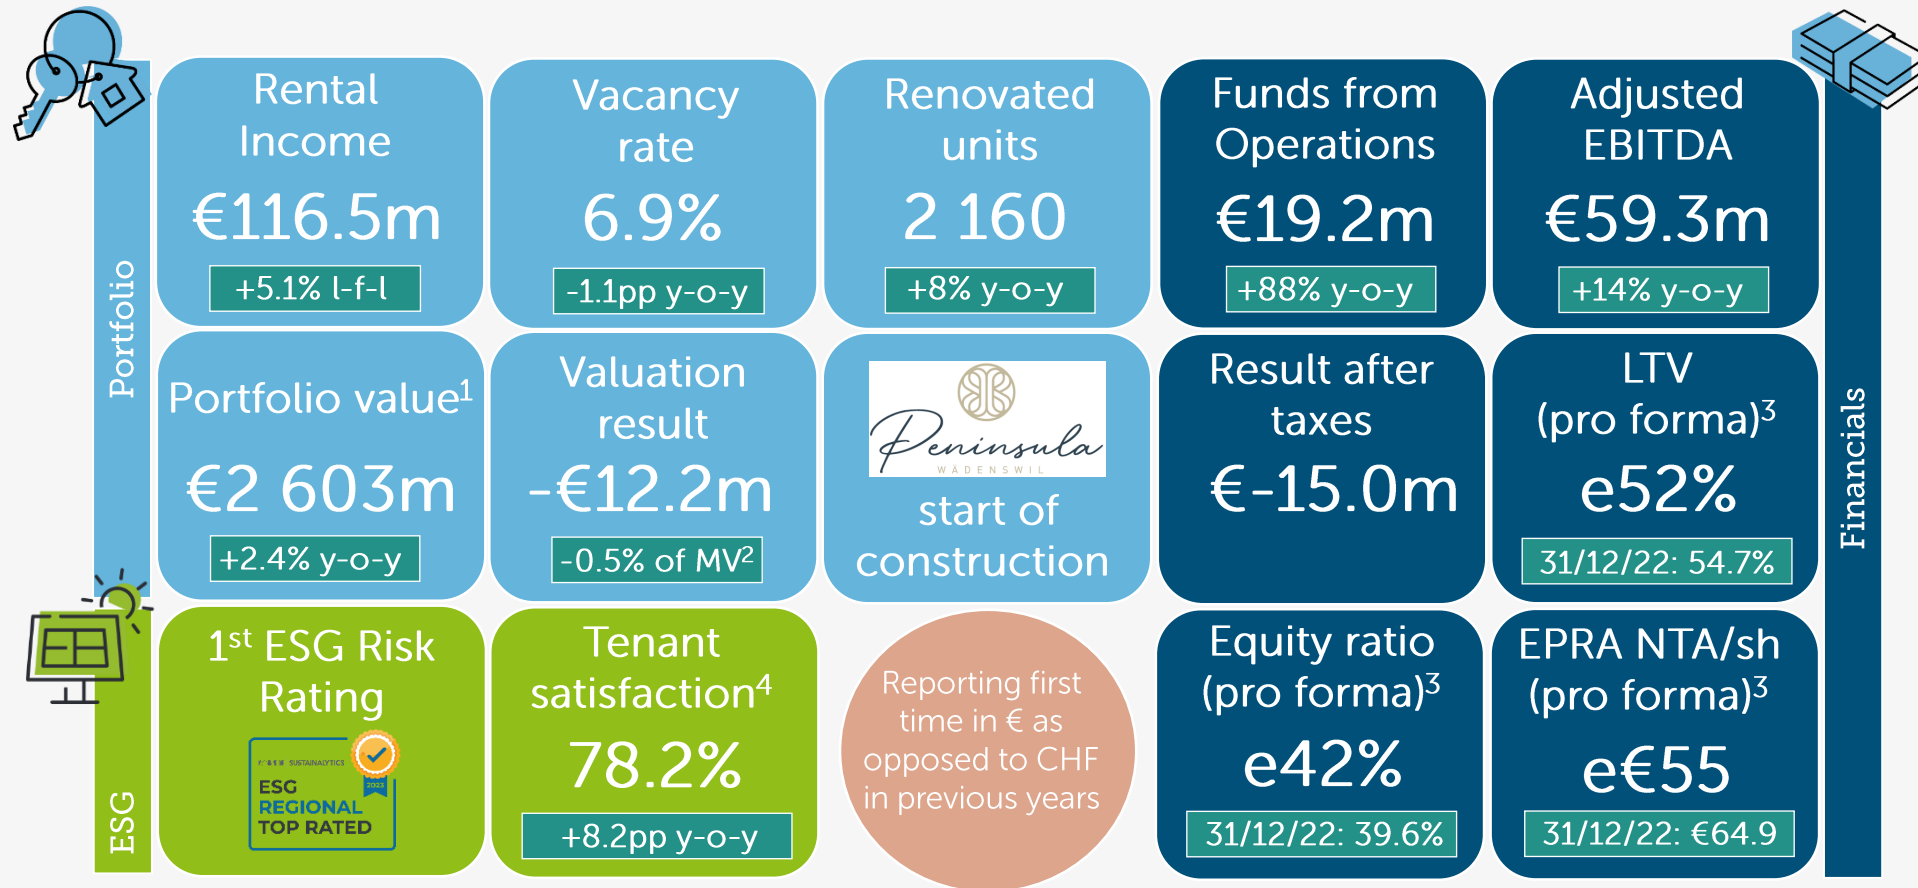 Portfolio
Rental
Income
€116.5m
+5.1% l-f-l
Vacancy
rate
6.9%
-1.1pp y-o-y
Renovated
units
2 160
+8% y-o-y
Funds from
Operations
€19.2m
+88% y-o-y
Adjusted
EBITDA
€59.3m
+14% y-o-y
Portfolio value1
€2 603m
+2.4% y-o-y
Valuation
result
-€12.2m
-0.5% of MV2
Peninsula
WÄDENSWIL
start of
construction
Result after
taxes
€-15.0m
LTV
(pro forma)3
e52%
31/12/22: 54.7%
Financials
ESG
1st ESG Risk
Rating
SUSTAINALYTICS
2023
ESG
REGIONAL
TOP RATED
Tenant
satisfaction4
78.2%
+8.2pp y-o-y
Reporting first
time in € as
opposed to CHF
in previous years
Equity ratio
(pro forma)3
e42%
31/12/22: 39.6%
EPRA NTA/sh
(pro forma)3
e€55
31/12/22: €64.9